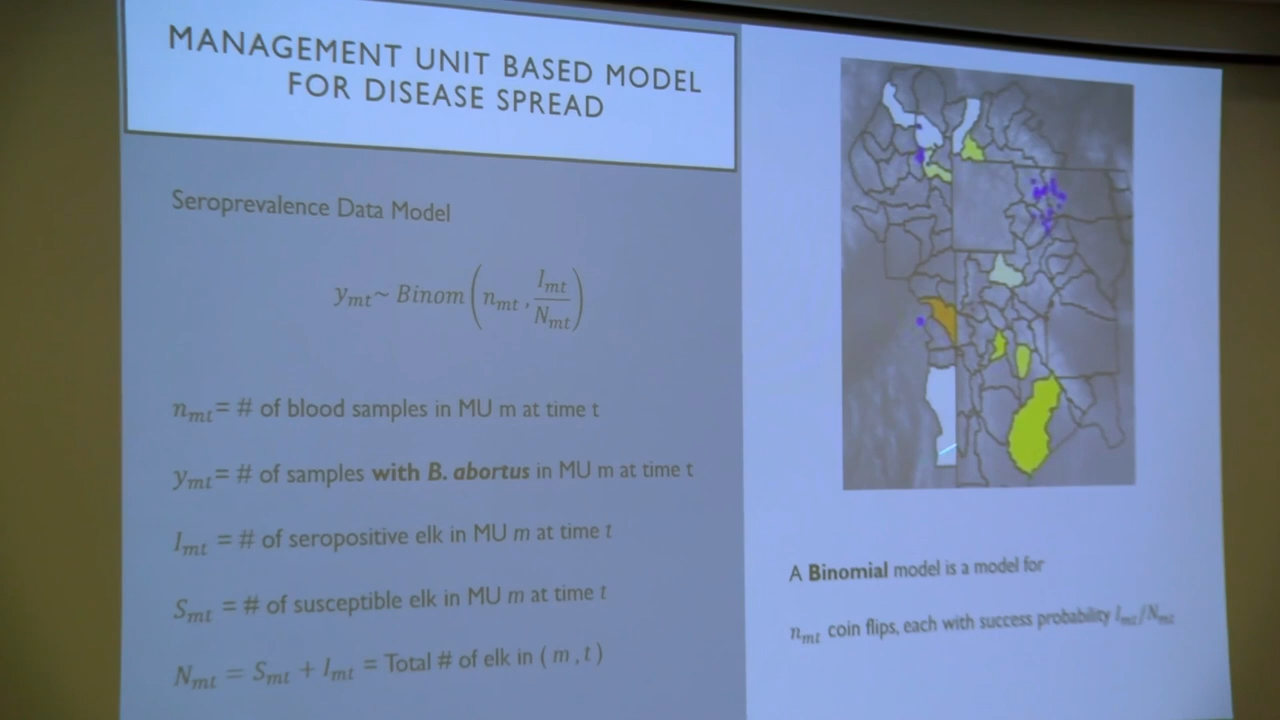 MANAGEMENT UNIT BASED MODEL
FOR DISEASE SPREAD
Seroprevalence Data Model
y_mt ~ Binom (n_mt , I_mt / N_mt)
n_mt = # of blood samples in MU m at time t
y_mt = # of samples with B. abortus in MU m at time t
I_mt = # of seropositive elk in MU m at time t
S_mt = # of susceptible elk in MU m at time t
N_mt = S_mt + I_mt = Total # of elk in ( m , t )
A Binomial model is a model for
n_mt coin flips, each with success probability I_mt/N_mt